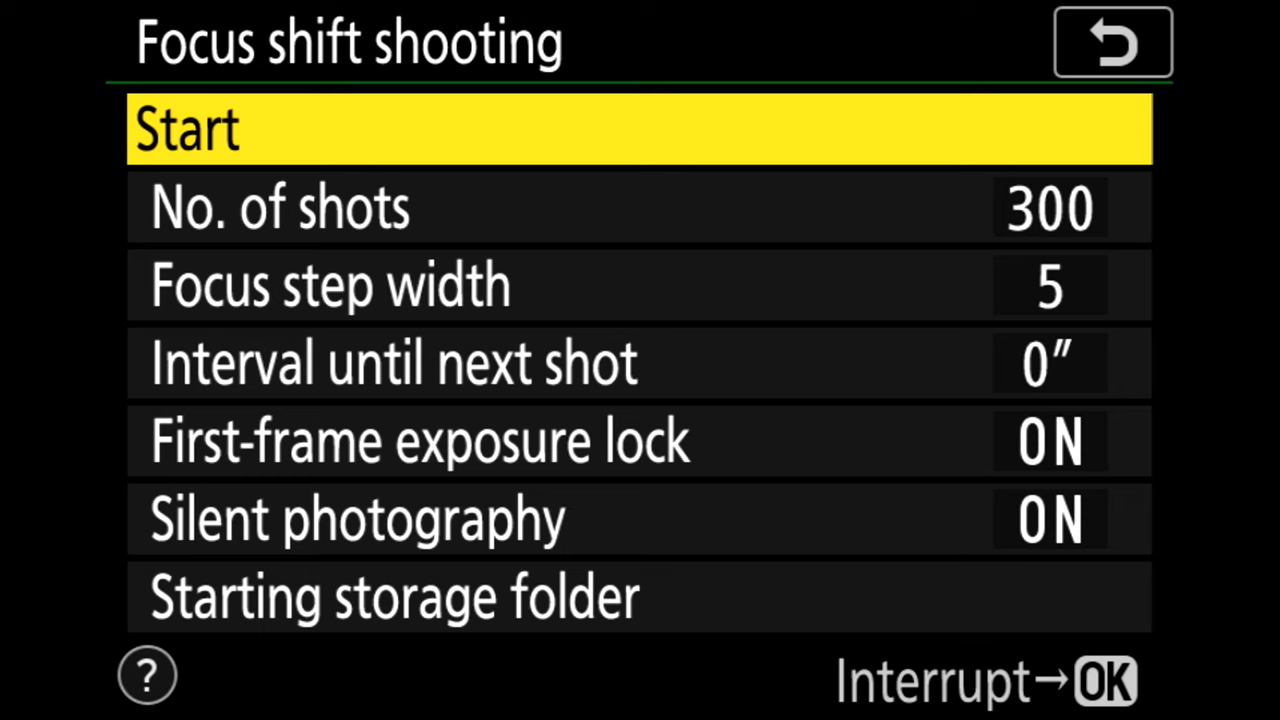 Focus shift shooting
Start
No. of shots 300
Focus step width 5
Interval until next shot 0″
First-frame exposure lock ON
Silent photography ON
Starting storage folder
? Interrupt→OK